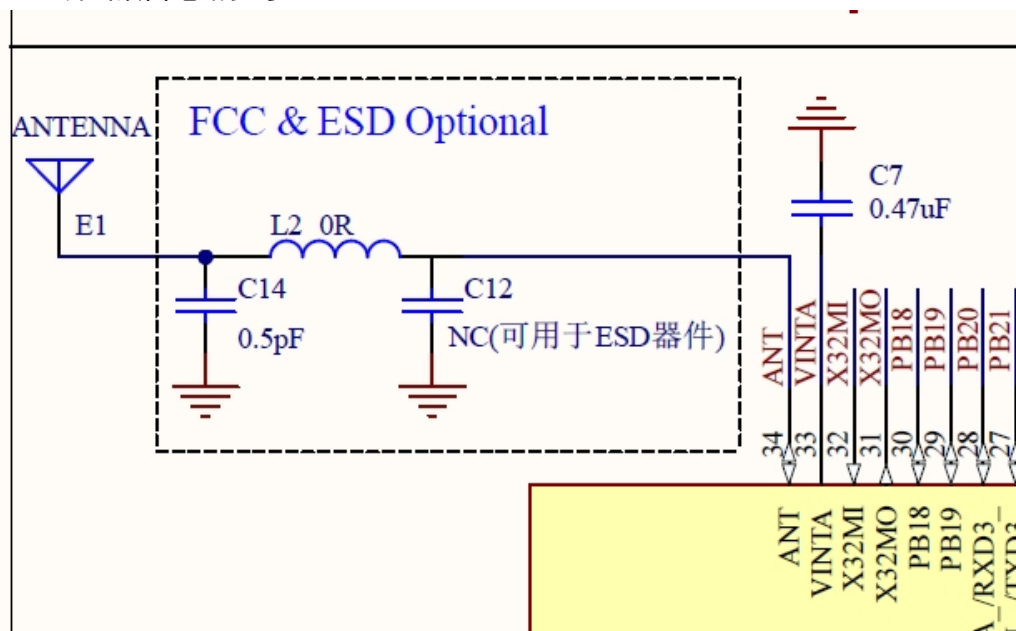 FCC & ESD Optional
ANTENNA
E1
L2 0R
C14
0.5pF
C12
NC(可用于ESD器件)
C7
0.47uF
ANT
VINTA
X32MI
X32MO
PB18
PB19
PB20
PB21
34
33
32
31
30
29
28
27
ANT
VINTA
X32MI
X32MO
PB18
PB19
A_/RXD3_
/TXD3_